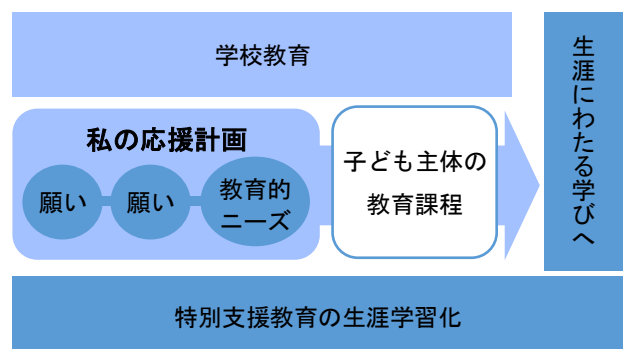 学校教育
私の応援計画
願い
願い
教育的
ニーズ
子ども主体の
教育課程
生涯にわたる学びへ
特別支援教育の生涯学習化